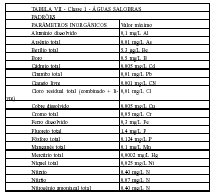 TABELA VII - Classe 1 - ÁGUAS SALOBRAS
PADRÕES
PARÂMETROS INORGÂNICOS Valor máximo
Alumínio dissolvido 0,1 mg/L Al
Arsênio total 0,01 mg/L As
Berílio total 5,3 µg/L Be
Boro 0,5 mg/L B
Cádmio total 0,005 mg/L Cd
Chumbo total 0,01 mg/L Pb
Cianeto livre 0,001 mg/L CN
Cloro residual total (combinado + li- 0,01 mg/L Cl
vre)
Cobre dissolvido 0,005 mg/L Cu
Cromo total 0,05 mg/L Cr
Ferro dissolvido 0,3 mg/L Fe
Fluoreto total 1,4 mg/L F
Fósforo total 0,124 mg/L P
Manganês total 0,1 mg/L Mn
Mercúrio total 0,0002 mg/L Hg
Níquel total 0,025 mg/L Ni
Nitrato 0,40 mg/L N
Nitrito 0,07 mg/L N
Nitrogênio amoniacal total 0,40 mg/L N